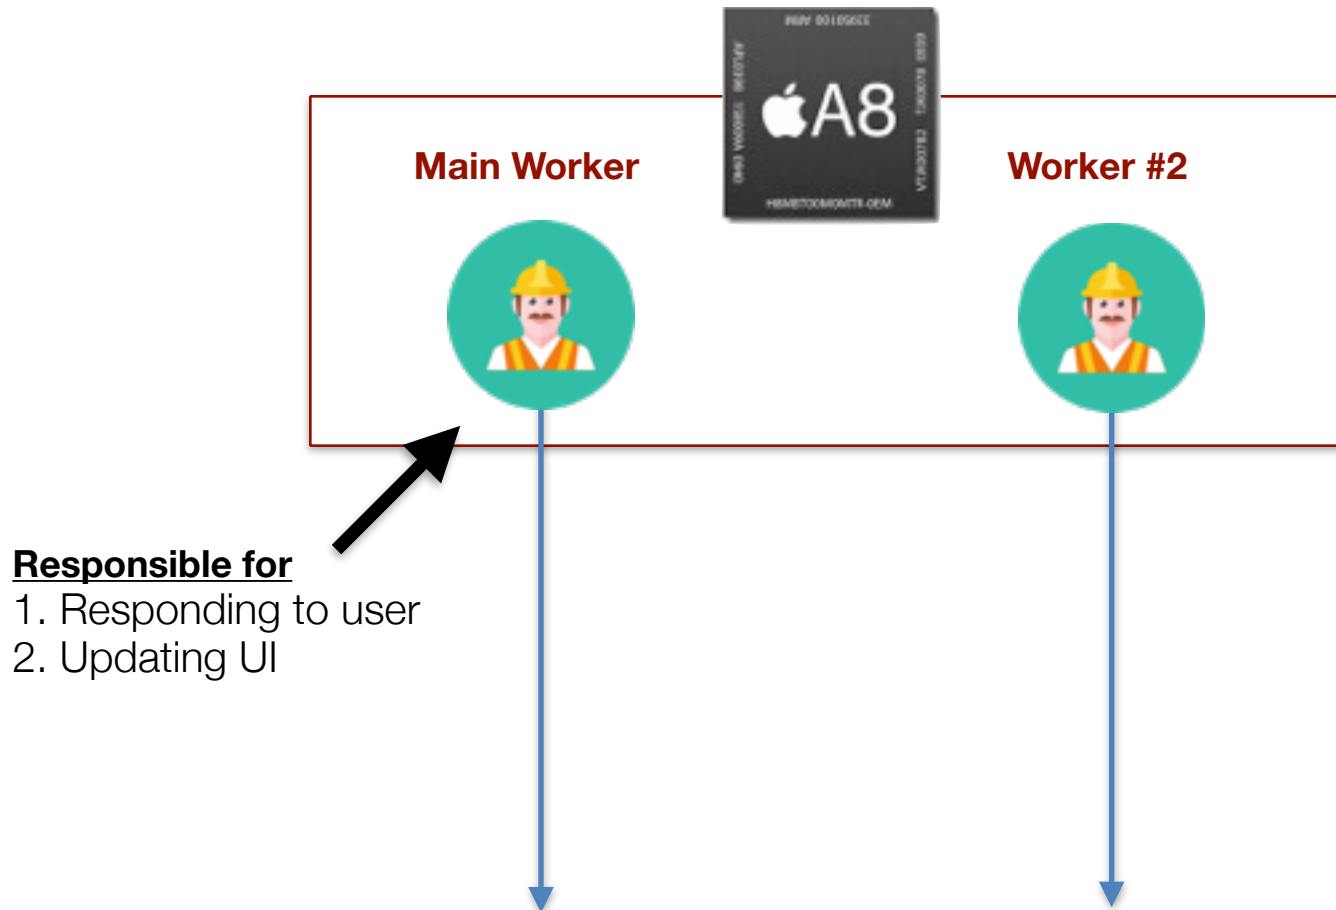 A8
Main Worker
Worker #2
Responsible for
1. Responding to user
2. Updating UI